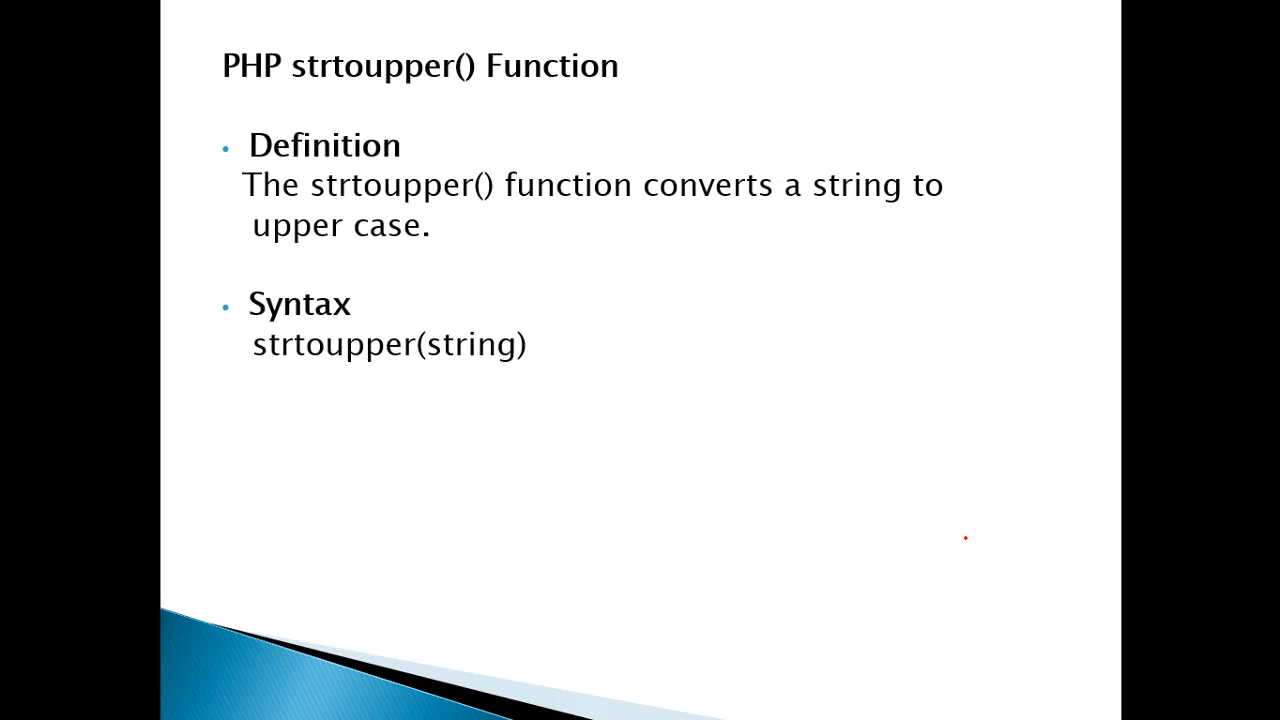 PHP strtoupper() Function
• Definition
The strtoupper() function converts a string to
upper case.
• Syntax
strtoupper(string)